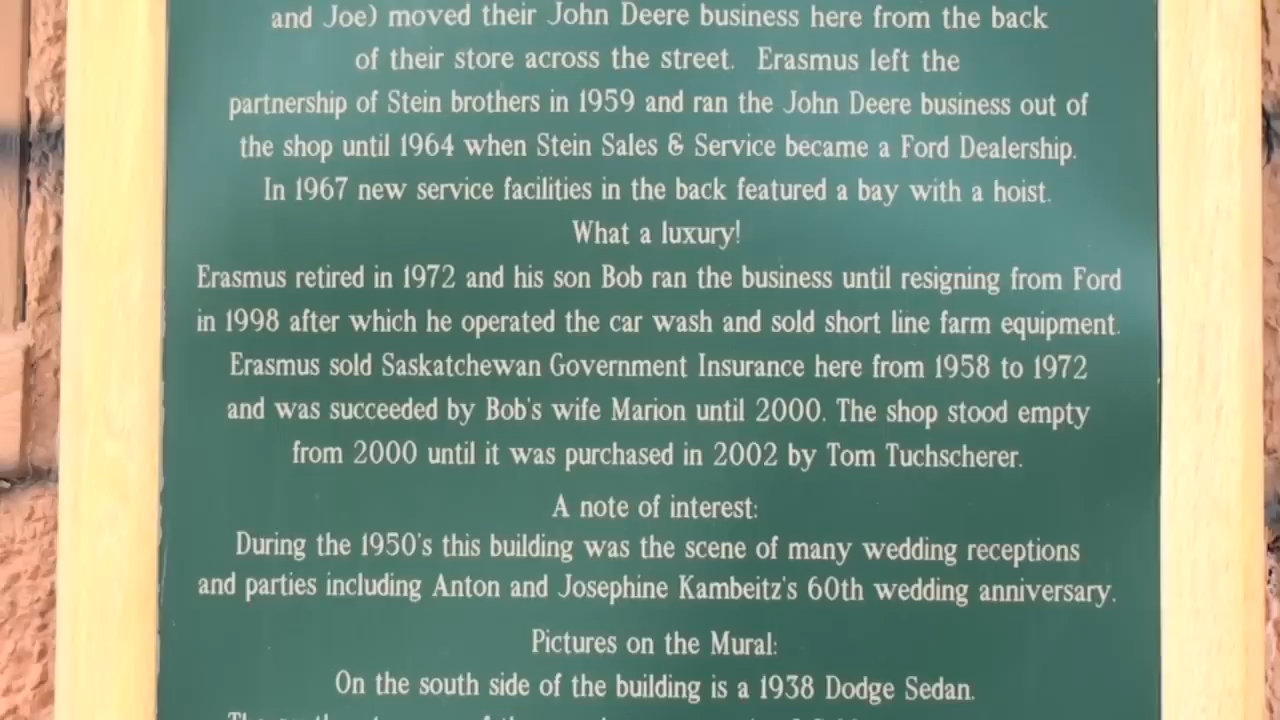 and Joe) moved their John Deere business here from the back
of their store across the street. Erasmus left the
partnership of Stein brothers in 1959 and ran the John Deere business out of
the shop until 1964 when Stein Sales & Service became a Ford Dealership.
In 1967 new service facilities in the back featured a bay with a hoist.
What a luxury!
Erasmus retired in 1972 and his son Bob ran the business until resigning from Ford
in 1998 after which he operated the car wash and sold short line farm equipment.
Erasmus sold Saskatchewan Government Insurance here from 1958 to 1972
and was succeeded by Bob's wife Marion until 2000. The shop stood empty
from 2000 until it was purchased in 2002 by Tom Tuchscherer.
A note of interest:
During the 1950's this building was the scene of many wedding receptions
and parties including Anton and Josephine Kambeitz's 60th wedding anniversary.
Pictures on the Mural:
On the south side of the building is a 1938 Dodge Sedan.